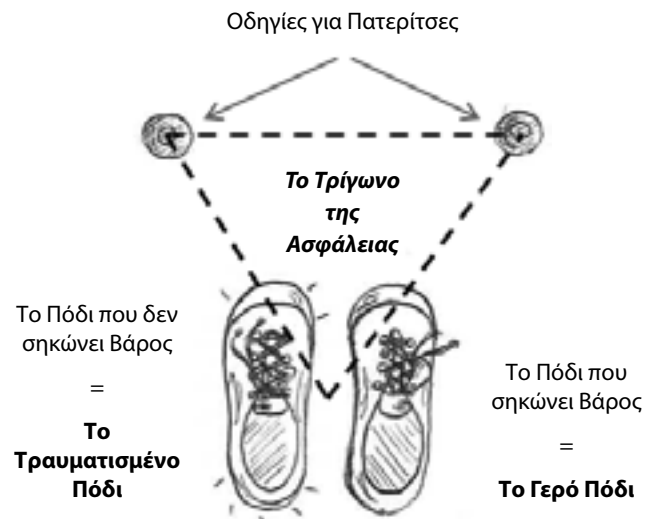 Οδηγίες για Πατερίτσες
Το Τρίγωνο
της
Ασφάλειας
Το Πόδι που δεν
σηκώνει Βάρος
=
Το
Τραυματισμένο
Πόδι
Το Πόδι που
σηκώνει Βάρος
=
Το Γερό Πόδι